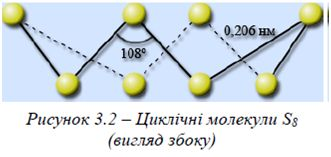 0,206 нм
108°
Рисунок 3.2 – Циклічні молекули S8
(вигляд збоку)